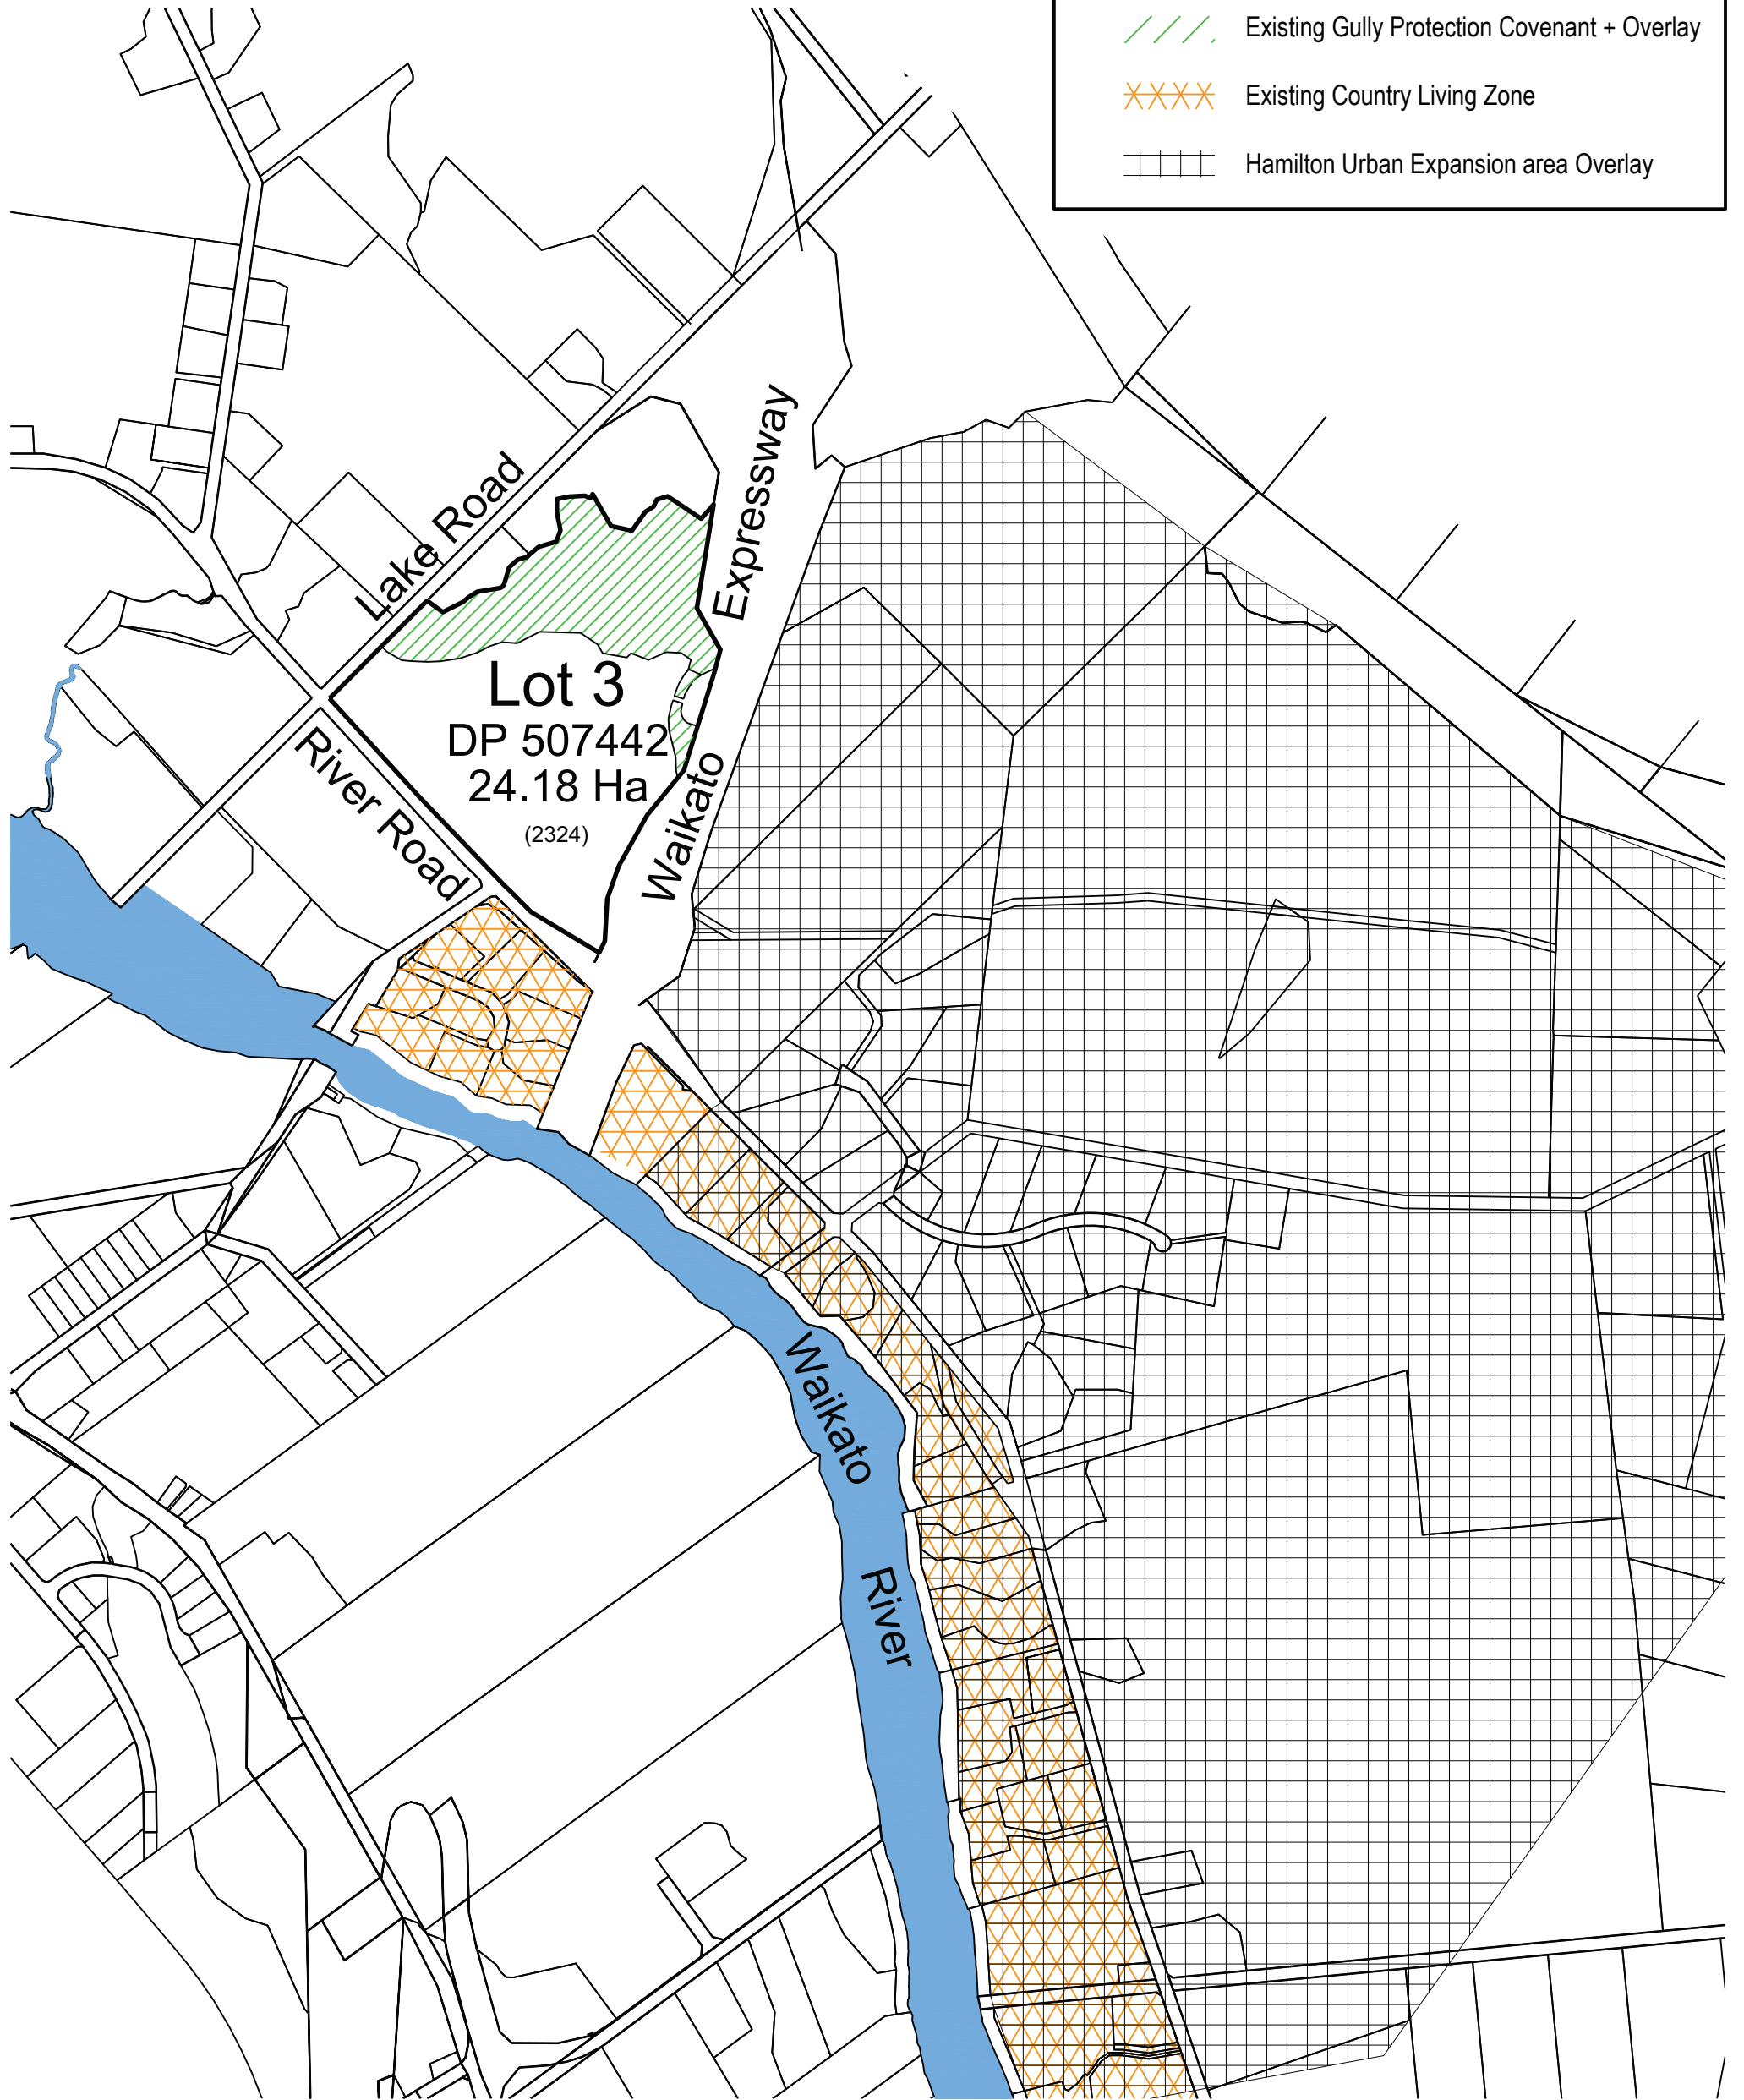 Existing Gully Protection Covenant + Overlay
Existing Country Living Zone
Hamilton Urban Expansion area Overlay
Lake Road
Waikato Expressway
Lot 3
DP 507442
24.18 Ha
(2324)
River Road
Waikato River